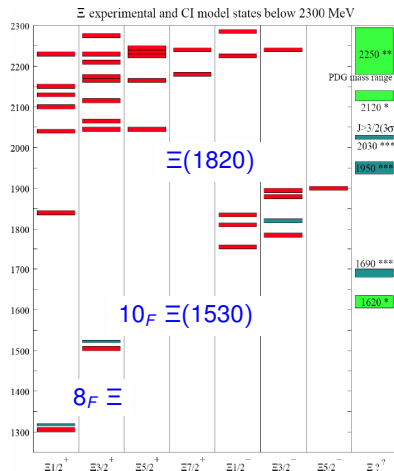 Ξ experimental and CI model states below 2300 MeV
2300
2250 **
2200
PDG mass range
2120 *
2100
J>3/2(3σ
2030 ***
2000
Ξ(1820)
1950 ***
1900
1800
1700
1690 ***
1620 *
1600
10F Ξ(1530)
1500
1400
8F Ξ
1300
Ξ1/2+ Ξ3/2+ Ξ5/2+ Ξ7/2+ Ξ1/2− Ξ3/2− Ξ5/2− Ξ ??